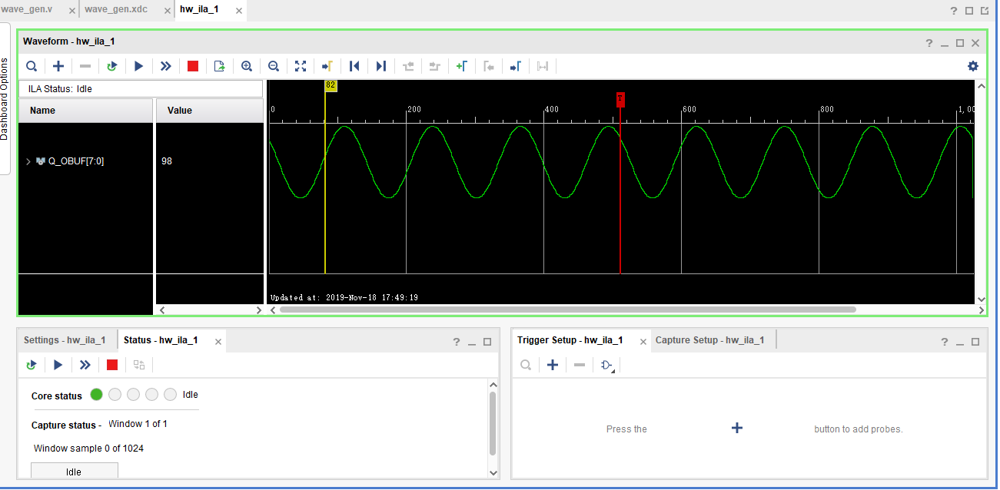 wave_gen.v × wave_gen.xdc × hw_ila_1 ×
?
Dashboard Options
Waveform - hw_ila_1
?
ILA Status: Idle
Name Value
Q_OBUF[7:0] 98
82
T
0 200 400 600 800 1,00
Updated at: 2019-Nov-18 17:49:19
Settings - hw_ila_1 Status - hw_ila_1 × ?
Core status Idle
Capture status - Window 1 of 1
Window sample 0 of 1024
Idle
Trigger Setup - hw_ila_1 × Capture Setup - hw_ila_1 ?
Press the + button to add probes.